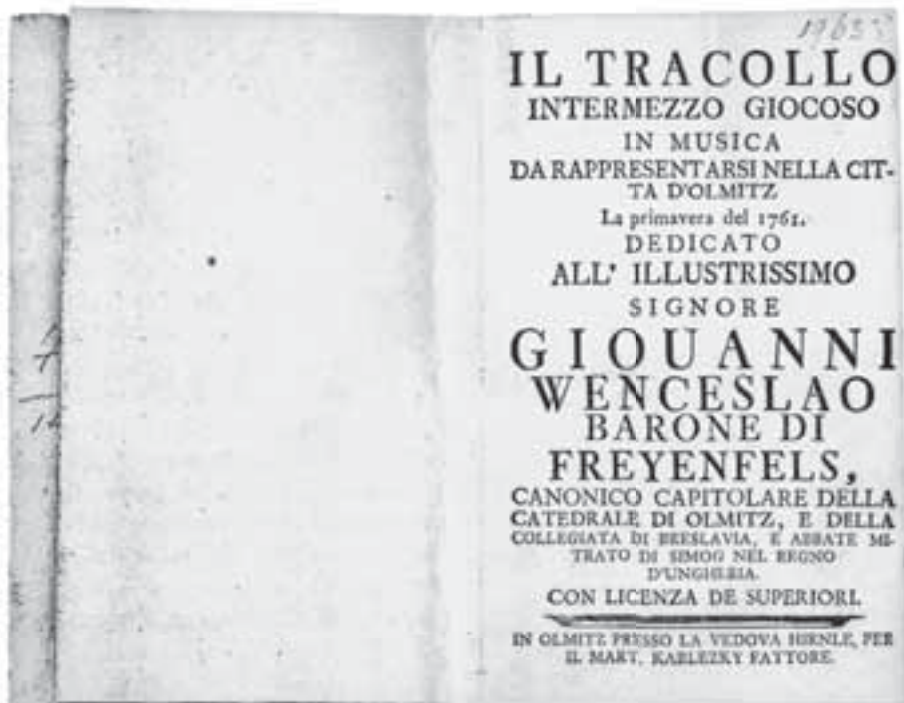 1763
IL TRACOLLO
INTERMEZZO GIOCOSO
IN MUSICA
DA RAPPRESENTARSI NELLA CIT-
TA D'OLMITZ
La primavera del 1761.
DEDICATO
ALL' ILLUSTRISSIMO
SIGNORE
GIOUANNI
WENCESLAO
BARONE DI
FREYENFELS,
CANONICO CAPITOLARE DELLA
CATEDRALE DI OLMITZ, E DELLA
COLLEGIATA DI BRESLAVIA, E ABBATE MI-
TRATO DI SIMOG NEL REGNO
D'UNGHERIA.
CON LICENZA DE SUPERIORI.
IN OLMITZ PRESSO LA VEDOVA HIRNLE, PER
IL MART. KARLEZKY FATTORE.